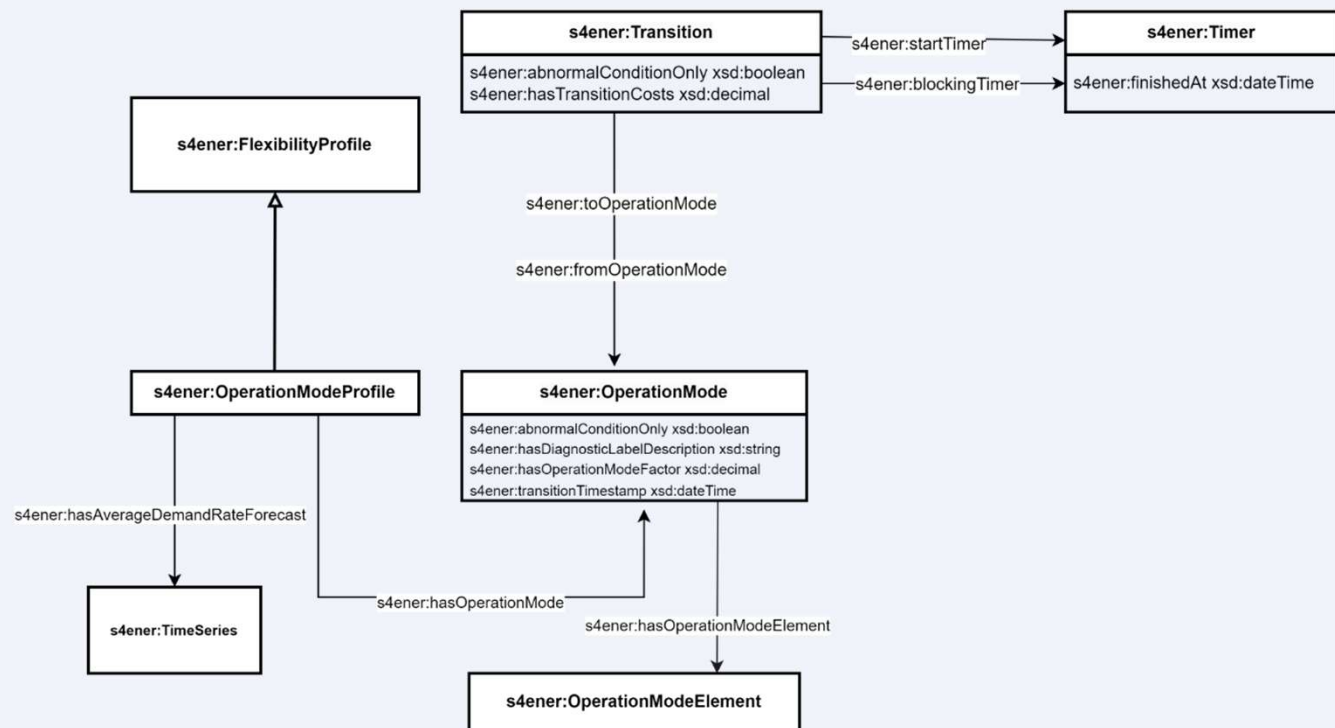 s4ener:Transition
s4ener:abnormalConditionOnly xsd:boolean
s4ener:hasTransitionCosts xsd:decimal
s4ener:startTimer
s4ener:blockingTimer
s4ener:Timer
s4ener:finishedAt xsd:dateTime
s4ener:FlexibilityProfile
s4ener:toOperationMode
s4ener:fromOperationMode
s4ener:OperationModeProfile
s4ener:OperationMode
s4ener:abnormalConditionOnly xsd:boolean
s4ener:hasDiagnosticLabelDescription xsd:string
s4ener:hasOperationModeFactor xsd:decimal
s4ener:transitionTimestamp xsd:dateTime
s4ener:hasAverageDemandRateForecast
s4ener:hasOperationMode
s4ener:TimeSeries
s4ener:hasOperationModeElement
s4ener:OperationModeElement